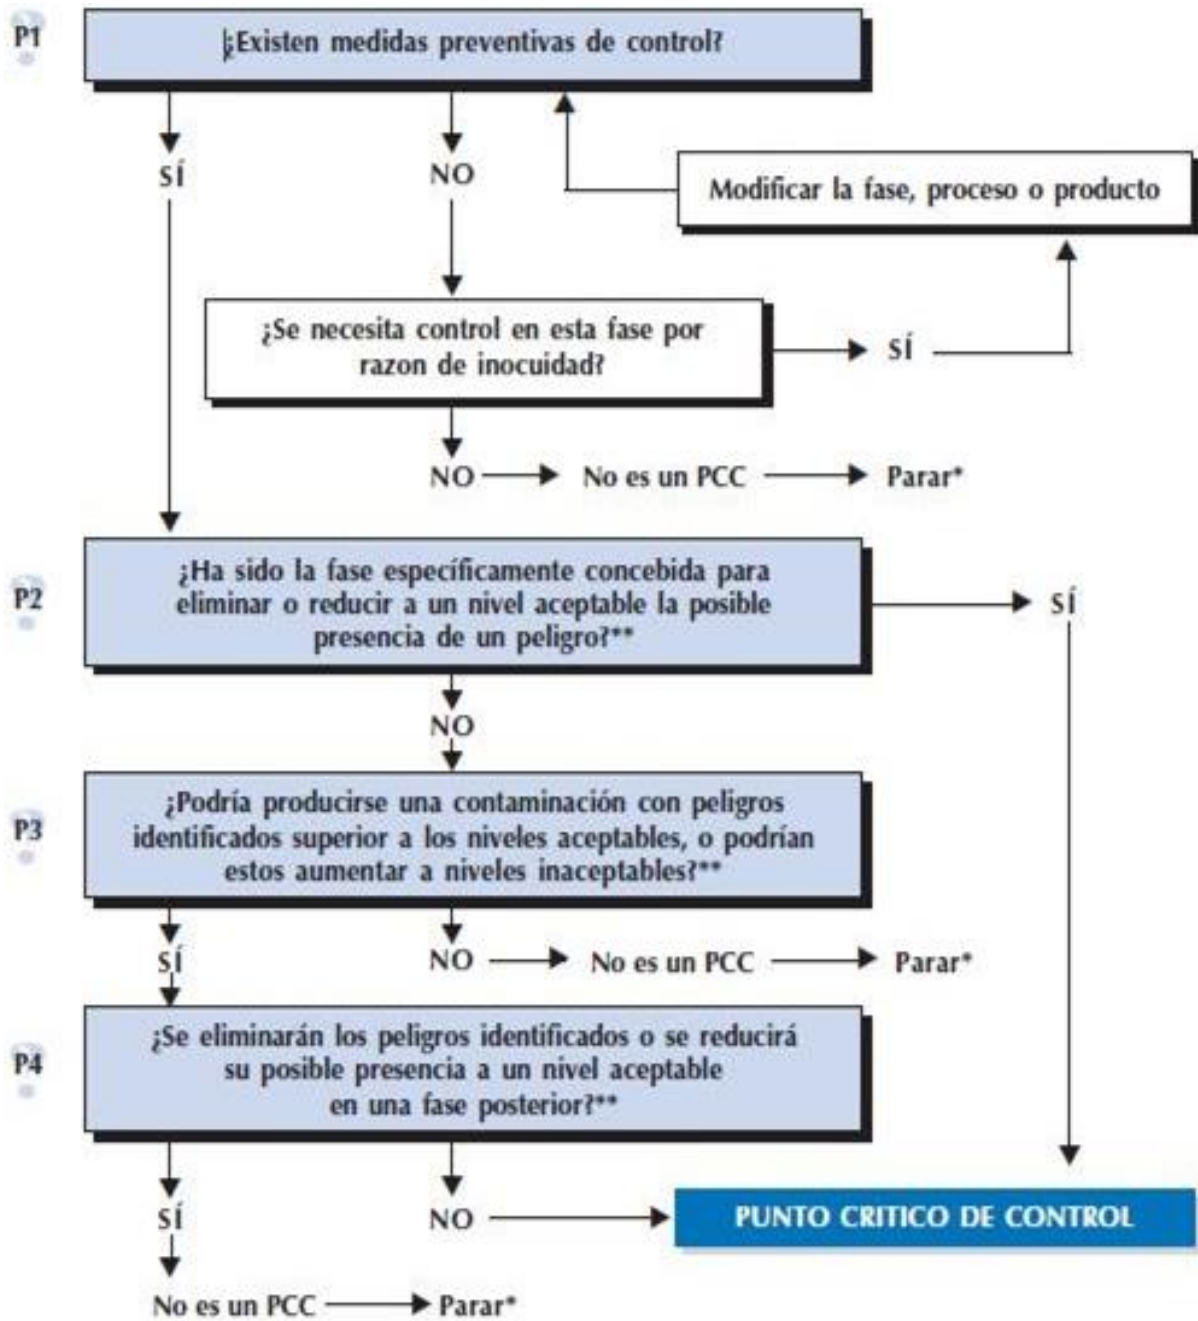 P1
¿Existen medidas preventivas de control?
SÍ
NO
Modificar la fase, proceso o producto
¿Se necesita control en esta fase por
razon de inocuidad?
SÍ
NO
No es un PCC
Parar*
P2
¿Ha sido la fase específicamente concebida para
eliminar o reducir a un nivel aceptable la posible
presencia de un peligro?**
SÍ
NO
P3
¿Podría producirse una contaminación con peligros
identificados superior a los niveles aceptables, o podrían
estos aumentar a niveles inaceptables?**
SÍ
NO
No es un PCC
Parar*
P4
¿Se eliminarán los peligros identificados o se reducirá
su posible presencia a un nivel aceptable
en una fase posterior?**
SÍ
NO
PUNTO CRITICO DE CONTROL
No es un PCC
Parar*